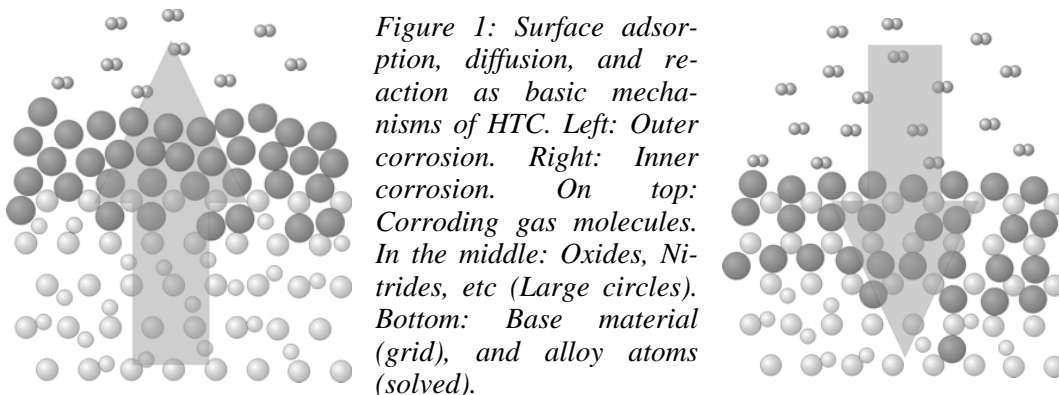 Figure 1: Surface adsor-
ption, diffusion, and re-
action as basic mecha-
nisms of HTC. Left: Outer
corrosion. Right: Inner
corrosion. On top:
Corroding gas molecules.
In the middle: Oxides, Ni-
trides, etc (Large circles).
Bottom: Base material
(grid), and alloy atoms
(solved).